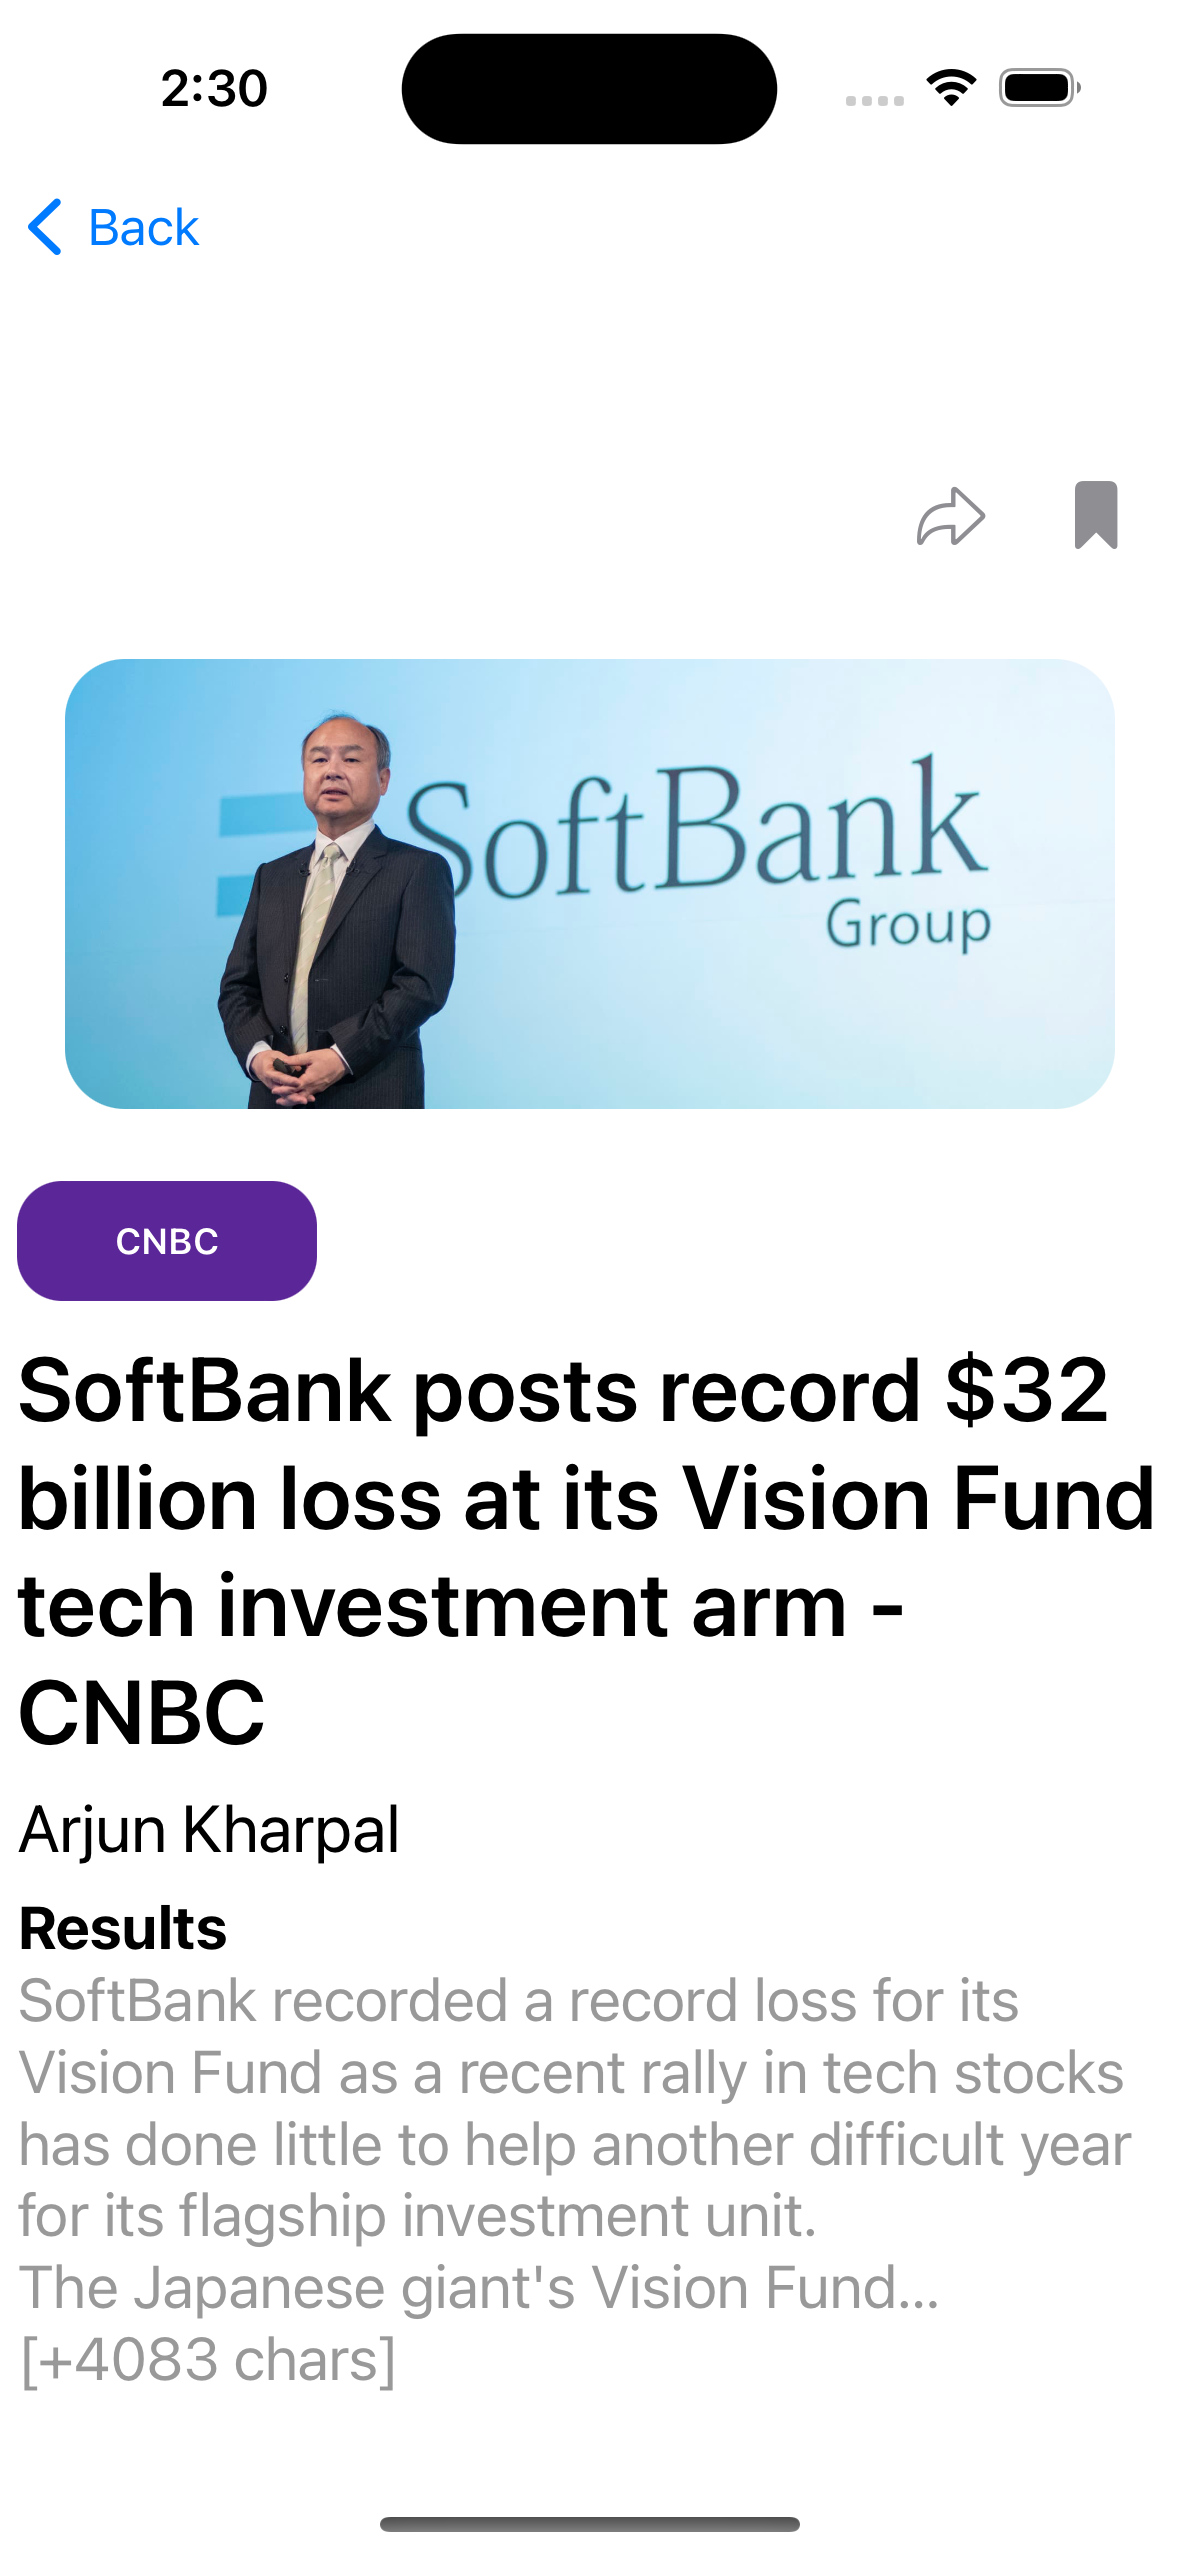 2:30
Back
SoftBank
Group
CNBC
SoftBank posts record $32
billion loss at its Vision Fund
tech investment arm -
CNBC
Arjun Kharpal
Results
SoftBank recorded a record loss for its
Vision Fund as a recent rally in tech stocks
has done little to help another difficult year
for its flagship investment unit.
The Japanese giant's Vision Fund…
[+4083 chars]